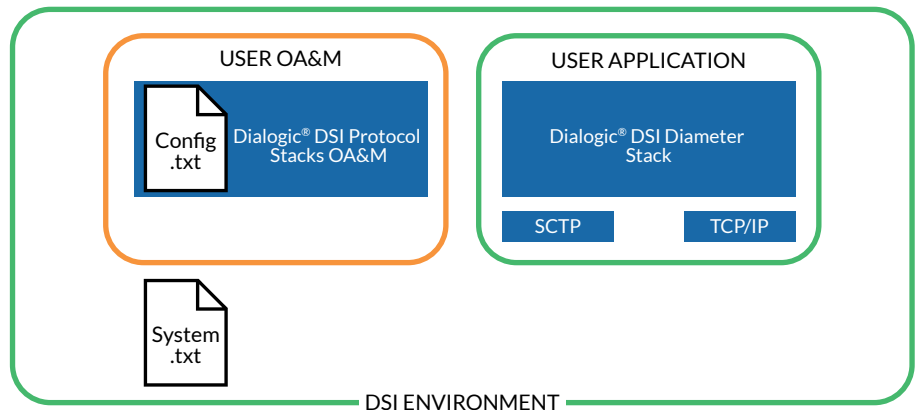 USER OA&M
Config
.txt
Dialogic® DSI Protocol
Stacks OA&M
System
.txt
USER APPLICATION
Dialogic® DSI Diameter
Stack
SCTP
TCP/IP
DSI ENVIRONMENT